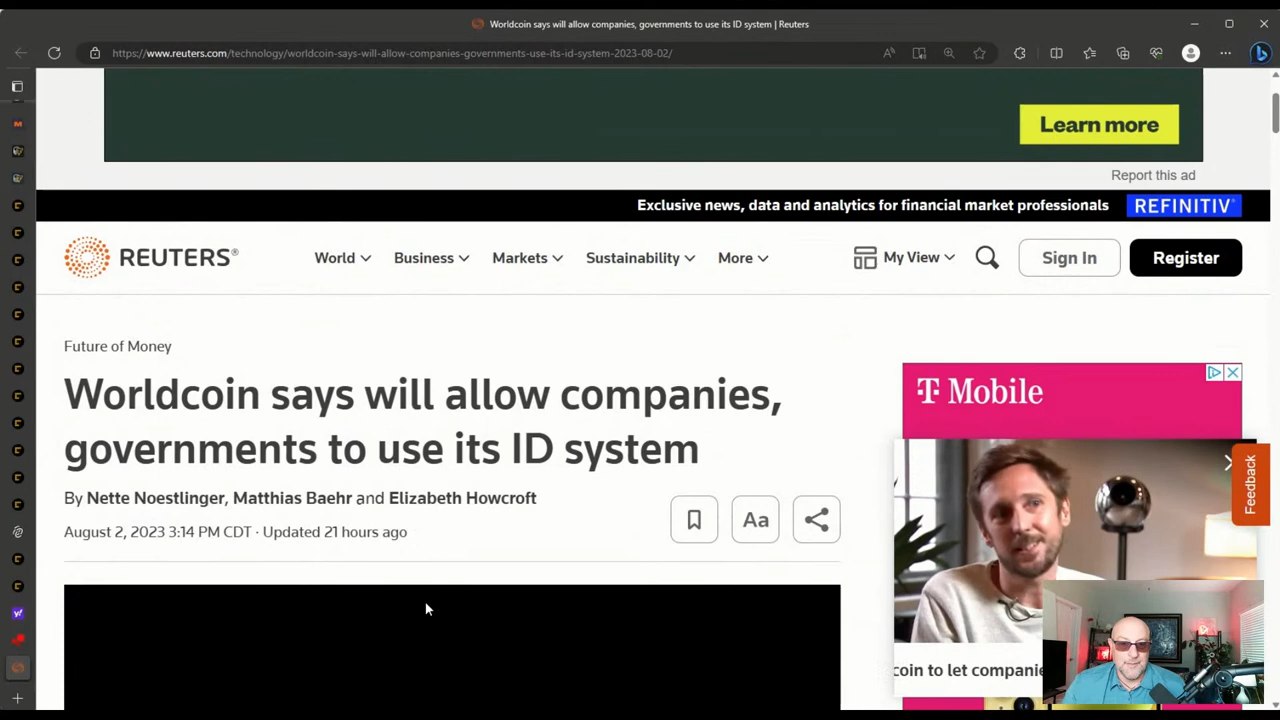 Worldcoin says will allow companies, governments to use its ID system | Reuters
https://www.reuters.com/technology/worldcoin-says-will-allow-companies-governments-use-its-id-system-2023-08-02/
Learn more
Report this ad
Exclusive news, data and analytics for financial market professionals REFINITIV
REUTERS®
World Business Markets Sustainability More
My View Sign In Register
Future of Money
Worldcoin says will allow companies,
governments to use its ID system
By Nette Noestlinger, Matthias Baehr and Elizabeth Howcroft
Aa
August 2, 2023 3:14 PM CDT · Updated 21 hours ago
T Mobile
Feedback
coin to let companie